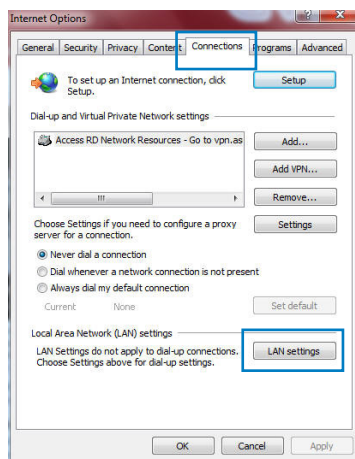 Internet Options
General Security Privacy Content Connections Programs Advanced
To set up an Internet connection, click
Setup.
Setup
Dial-up and Virtual Private Network settings
Access RD Network Resources - Go to vpn.as
Add...
Add VPN...
Remove...
Choose Settings if you need to configure a proxy
server for a connection.
Settings
Never dial a connection
Dial whenever a network connection is not present
Always dial my default connection
Current None
Set default
Local Area Network (LAN) settings
LAN Settings do not apply to dial-up connections.
Choose Settings above for dial-up settings.
LAN settings
OK Cancel Apply